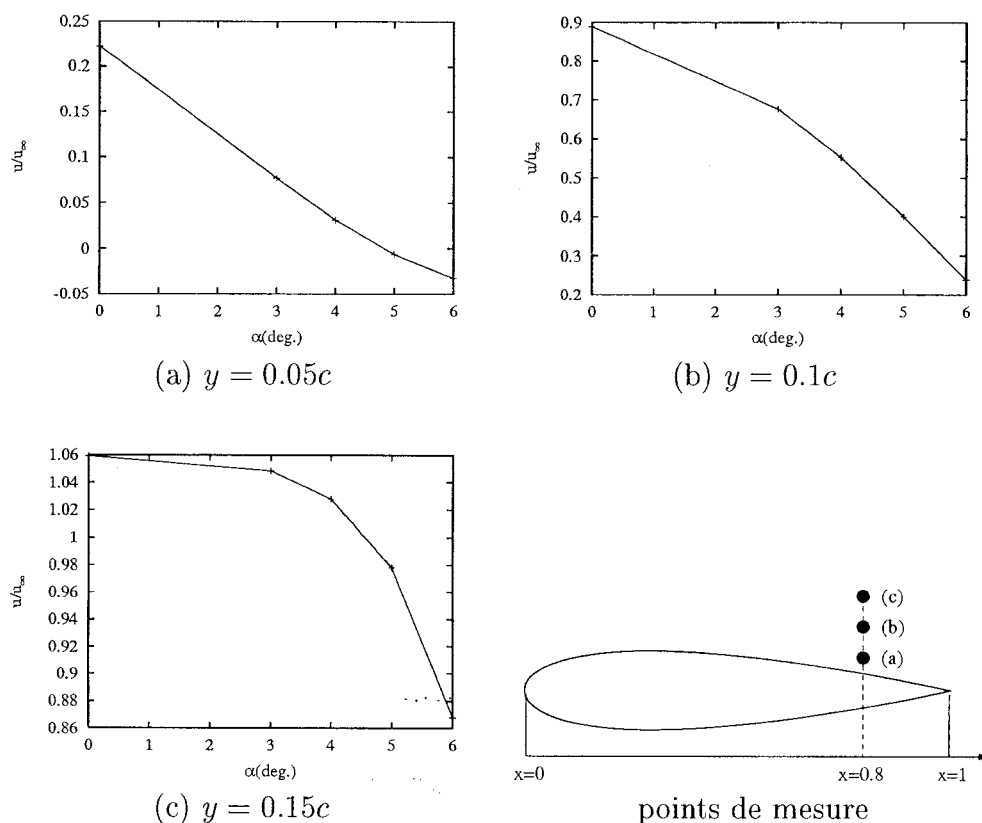 0.25
0.2
0.15
0.1
0.05
0
-0.05
u/u∞
0 1 2 3 4 5 6
α(deg.)
(a) y = 0.05c
0.9
0.8
0.7
0.6
0.5
0.4
0.3
0.2
u/u∞
0 1 2 3 4 5 6
α(deg.)
(b) y = 0.1c
1.06
1.04
1.02
1
0.98
0.96
0.94
0.92
0.9
0.88
0.86
u/u∞
0 1 2 3 4 5 6
α(deg.)
(c) y = 0.15c
(c)
(b)
(a)
x=0 x=0.8 x=1
points de mesure